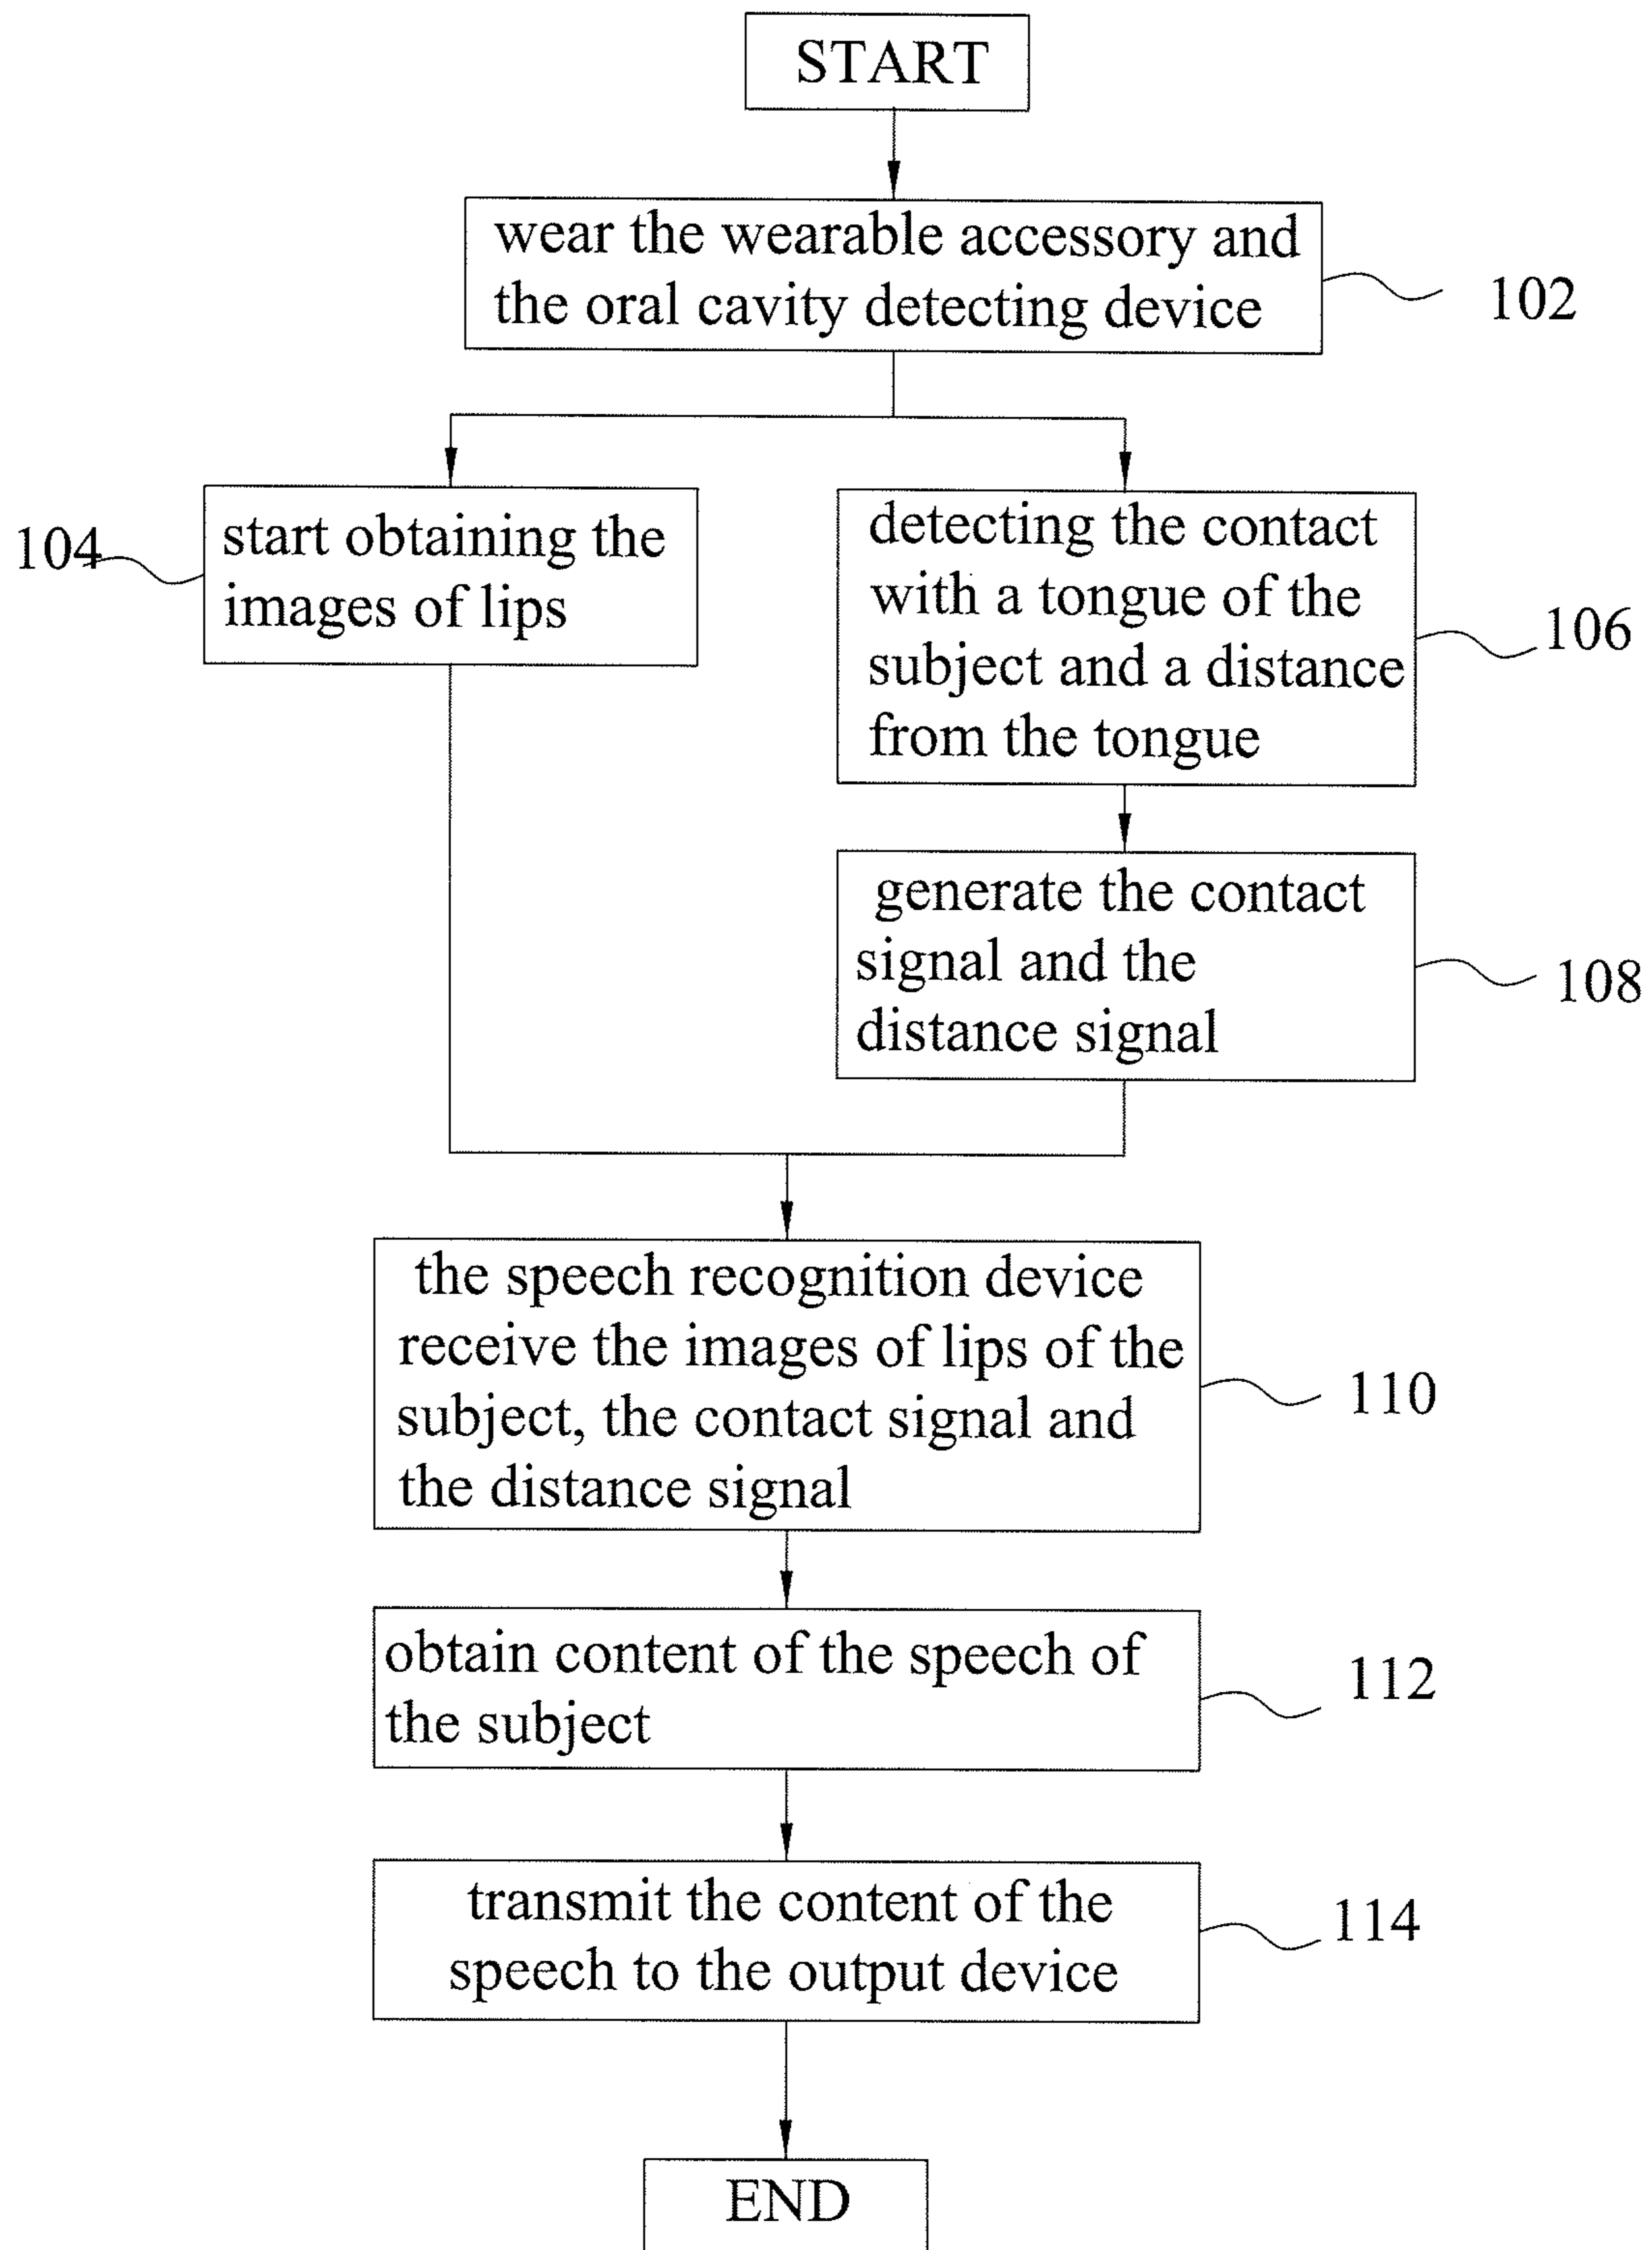 START
wear the wearable accessory and
the oral cavity detecting device
102
104
start obtaining the
images of lips
detecting the contact
with a tongue of the
subject and a distance
from the tongue
106
generate the contact
signal and the
distance signal
108
the speech recognition device
receive the images of lips of the
subject, the contact signal and
the distance signal
110
obtain content of the speech of
the subject
112
transmit the content of the
speech to the output device
114
END